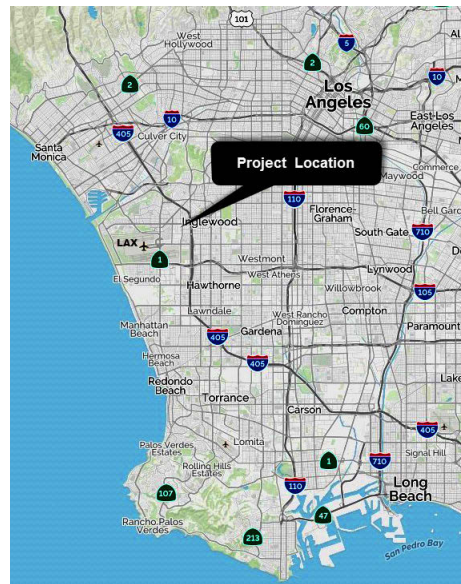 101
West
Hollywood
5
Al
2
2
Los
Angeles
10
10
405
Culver City
60
East Los
Angeles
Santa
Monica
Commerce
Project Location
Maywood
110
Florence-
Graham
Bell Gard
Inglewood
South Gate
710
LAX
1
Westmont
West Athens
Lynwood
El Segundo
Hawthorne
Willowbrook
105
Lawndale
West Rancho
Dominguez
Compton
Manhattan
Beach
405
Gardena
Paramount
Hermosa
Beach
405
Redondo
Beach
Lake
Torrance
Carson
405
Palos Verdes
Estates
Lomita
Signal Hill
Rolling Hills
Estates
1
710
107
110
Long
Beach
Rancho Palos
Verdes
47
213
San Pedro Bay